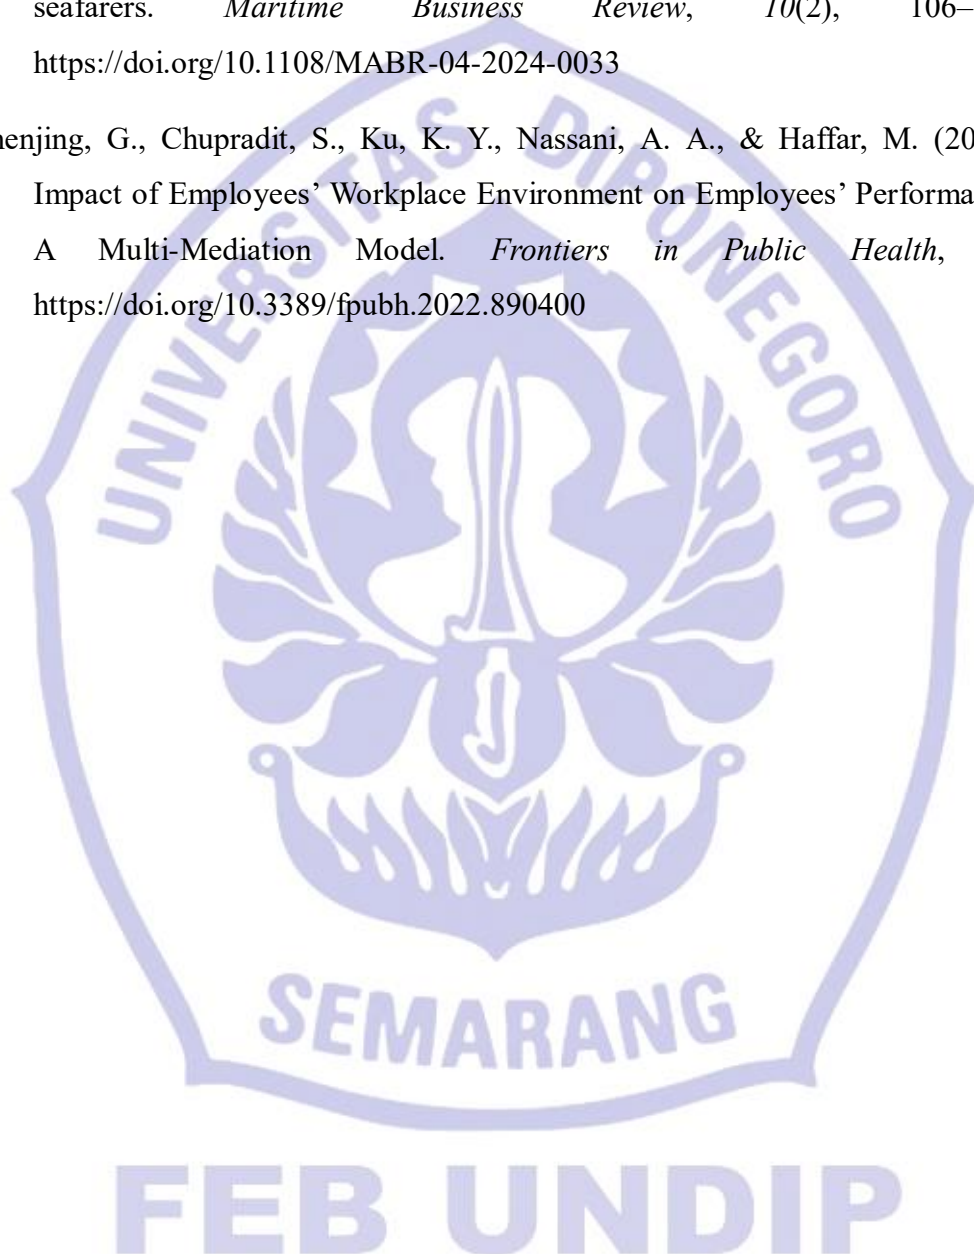 seafarers. Maritime Business Review, 10(2), 106–
https://doi.org/10.1108/MABR-04-2024-0033
henjing, G., Chupradit, S., Ku, K. Y., Nassani, A. A., & Haffar, M. (20
Impact of Employees’ Workplace Environment on Employees’ Performa
A Multi-Mediation Model. Frontiers in Public Health,
https://doi.org/10.3389/fpubh.2022.890400
UNIVERSITAS DIPONEGORO
SEMARANG
FEB UNDIP